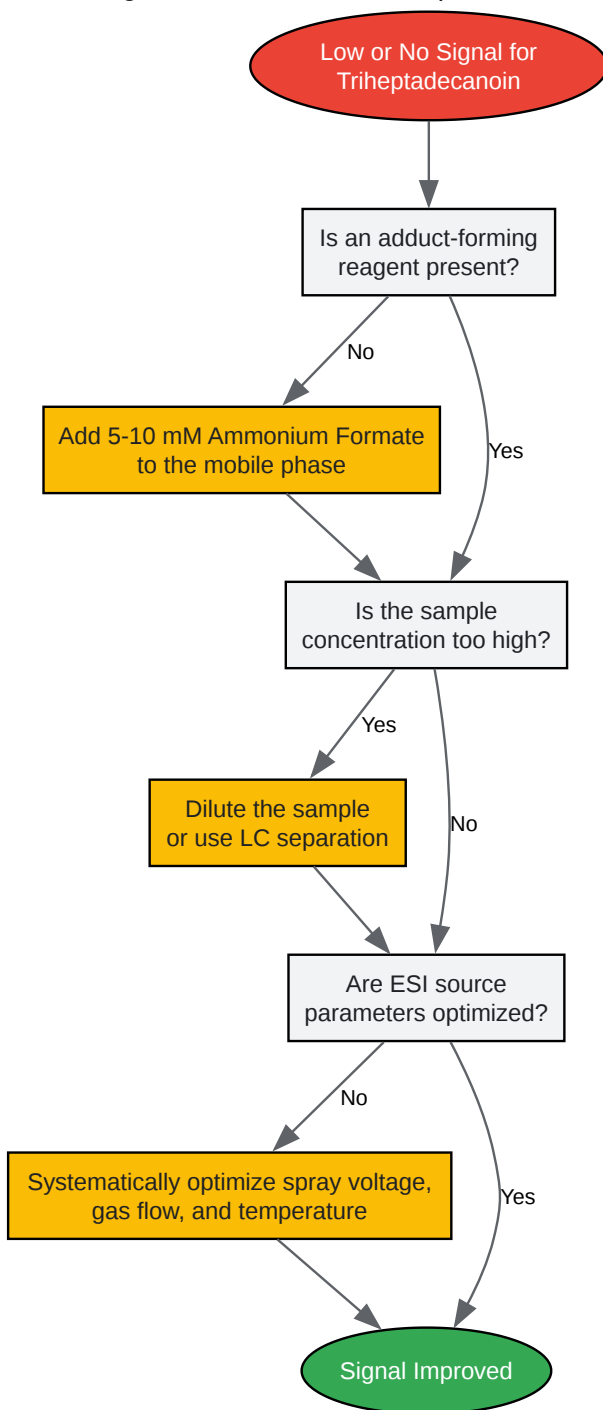 Low or No Signal for
Triheptadecanoin
Is an adduct-forming
reagent present?
No
Add 5-10 mM Ammonium Formate
to the mobile phase
Yes
Is the sample
concentration too high?
Yes
Dilute the sample
or use LC separation
No
Are ESI source
parameters optimized?
No
Systematically optimize spray voltage,
gas flow, and temperature
Yes
Signal Improved